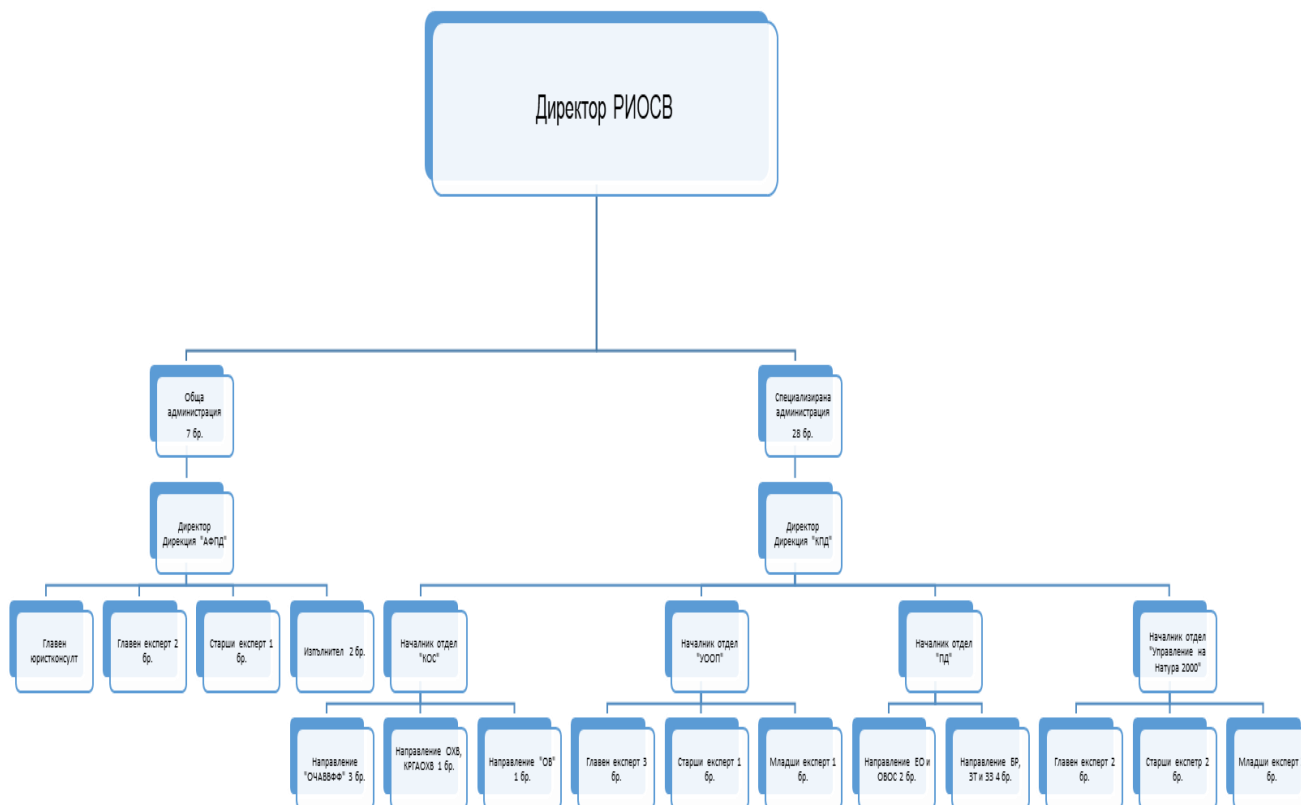 Директор РИОСВ
Обща
администрация
7 бр.
Специализирана
администрация
28 бр.
Директор
Дирекция "АФПД"
Директор
Дирекция "КПД"
Главен
юристконсулт
Главен експерт 2
бр.
Старши експерт 1
бр.
Изпълнител 2 бр.
Началник отдел
"КОС"
Началник отдел
"УООП"
Началник отдел
"ПД"
Началник отдел
"Управление на
Натура 2000"
Направление
"ОЧАВВФФ" 3 бр.
Направление ОХВ,
КРГАОХВ 1 бр.
Направление "ОВ"
1 бр.
Главен експерт 3
бр.
Старши експерт 1
бр.
Младши експерт 1
бр.
Направление ЕО и
ОВОС 2 бр.
Направление БР,
ЗТ и ЗЗ 4 бр.
Главен експерт 2
бр.
Старши експетр 2
бр.
Младши експерт
бр.